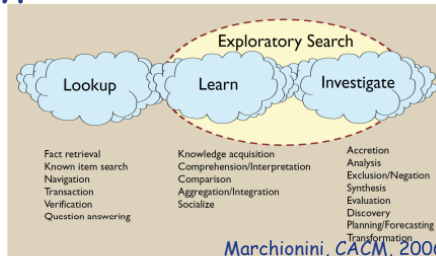 Exploratory Search
Lookup
Learn
Investigate
Fact retrieval
Known item search
Navigation
Transaction
Verification
Question answering
Knowledge acquisition
Comprehension/Interpretation
Comparison
Aggregation/Integration
Socialize
Accretion
Analysis
Exclusion/Negation
Synthesis
Evaluation
Discovery
Planning/Forecasting
Transformation
Marchionini, CACM, 2006